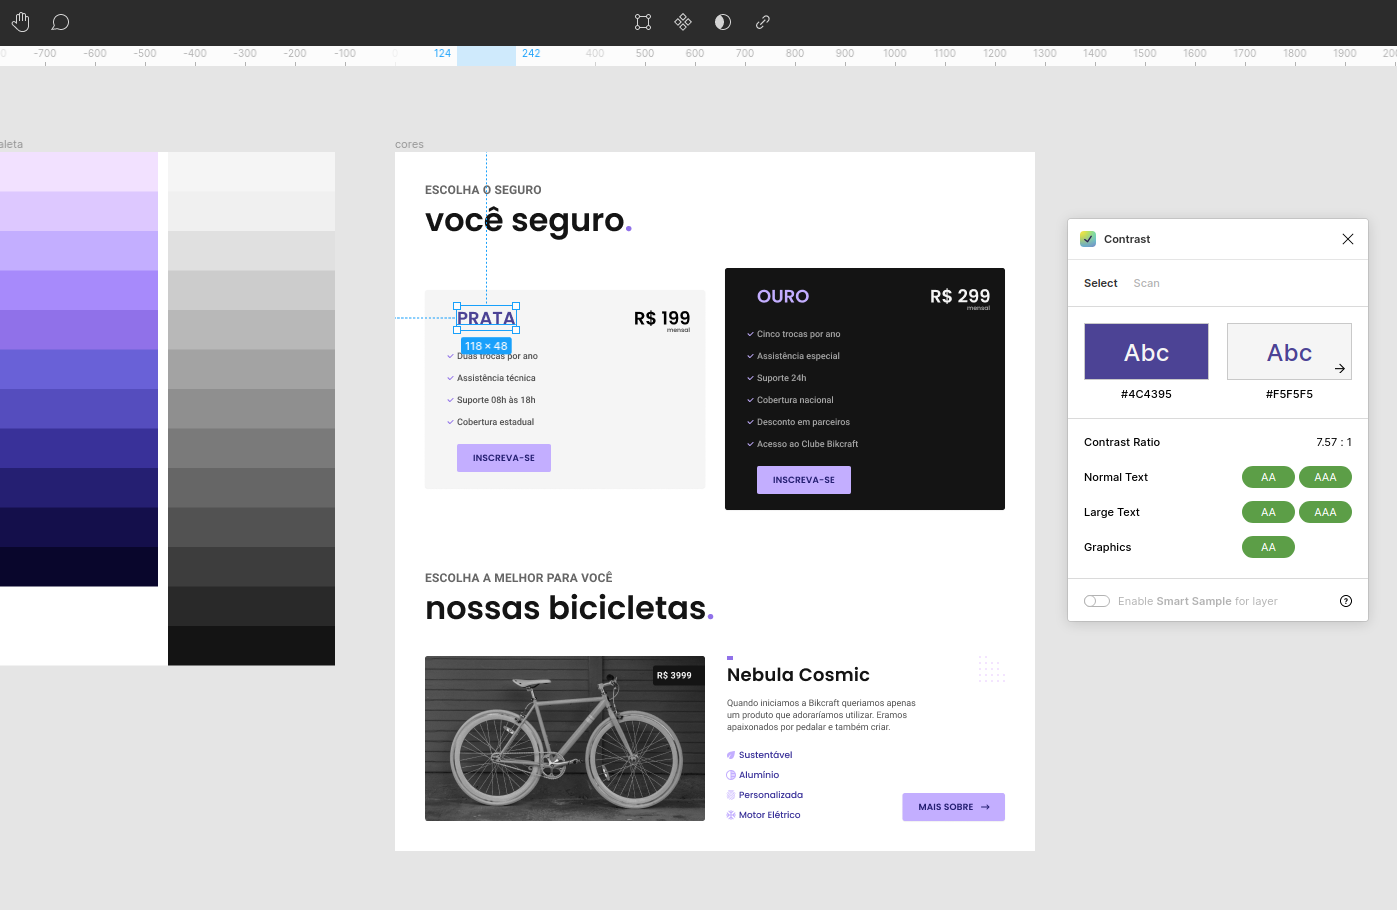 -700 -600 -500 -400 -300 -200 -100 0 124 242 400 500 600 700 800 900 1000 1100 1200 1300 1400 1500 1600 1700 1800 1900 200
aleta
cores
ESCOLHA O SEGURO
você seguro.
PRATA
R$ 199
mensal
118 × 48
Duas trocas por ano
Assistência técnica
Suporte 08h às 18h
Cobertura estadual
INSCREVA-SE
OURO
R$ 299
mensal
Cinco trocas por ano
Assistência especial
Suporte 24h
Cobertura nacional
Desconto em parceiros
Acesso ao Clube Bikcraft
INSCREVA-SE
ESCOLHA A MELHOR PARA VOCÊ
nossas bicicletas.
R$ 3999
Nebula Cosmic
Quando iniciamos a Bikcraft queriamos apenas
um produto que adoraríamos utilizar. Eramos
apaixonados por pedalar e também criar.
Sustentável
Alumínio
Personalizada
Motor Elétrico
MAIS SOBRE →
Contrast
Select Scan
Abc Abc
#4C4395 #F5F5F5
Contrast Ratio 7.57 : 1
Normal Text AA AAA
Large Text AA AAA
Graphics AA
Enable Smart Sample for layer